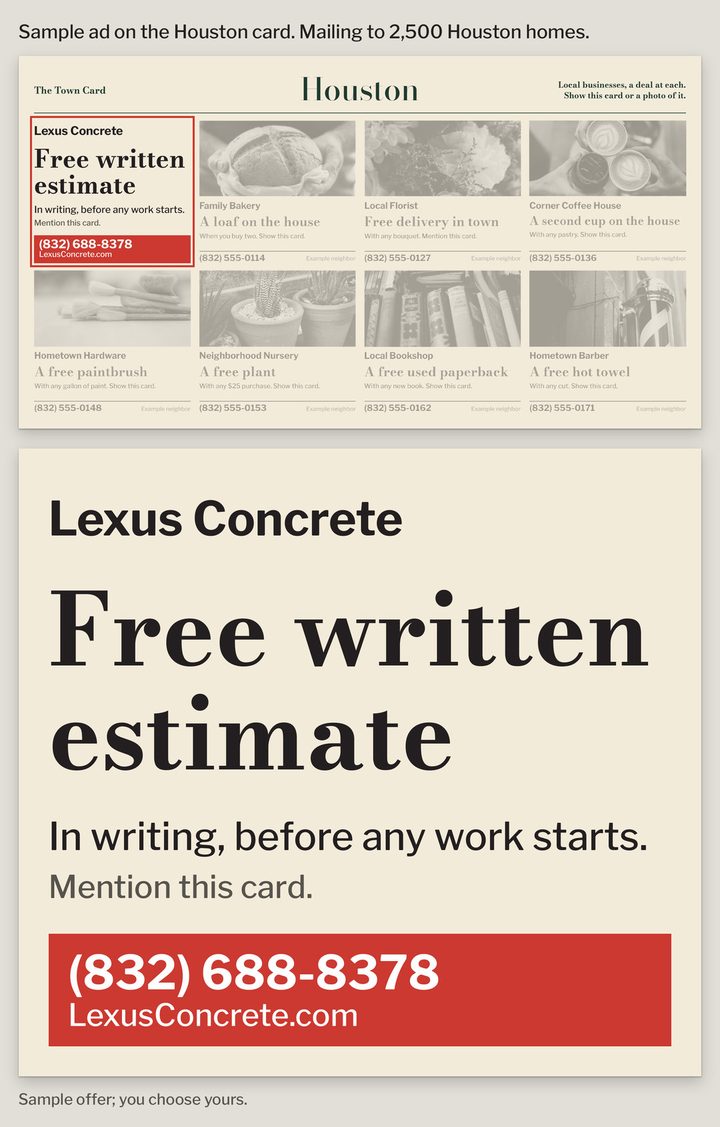 Sample ad on the Houston card. Mailing to 2,500 Houston homes.
The Town Card
Houston
Local businesses, a deal at each.
Show this card or a photo of it.
Lexus Concrete
Free written
estimate
In writing, before any work starts.
Mention this card.
(832) 688-8378
LexusConcrete.com
Family Bakery
A loaf on the house
When you buy two. Show this card.
(832) 555-0114
Example neighbor
Local Florist
Free delivery in town
With any bouquet. Mention this card.
(832) 555-0127
Example neighbor
Corner Coffee House
A second cup on the house
With any pastry. Show this card.
(832) 555-0136
Example neighbor
Hometown Hardware
A free paintbrush
With any gallon of paint. Show this card.
(832) 555-0148
Example neighbor
Neighborhood Nursery
A free plant
With any $25 purchase. Show this card.
(832) 555-0153
Example neighbor
Local Bookshop
A free used paperback
With any new book. Show this card.
(832) 555-0162
Example neighbor
Hometown Barber
A free hot towel
With any cut. Show this card.
(832) 555-0171
Example neighbor
Lexus Concrete
Free written
estimate
In writing, before any work starts.
Mention this card.
(832) 688-8378
LexusConcrete.com
Sample offer; you choose yours.